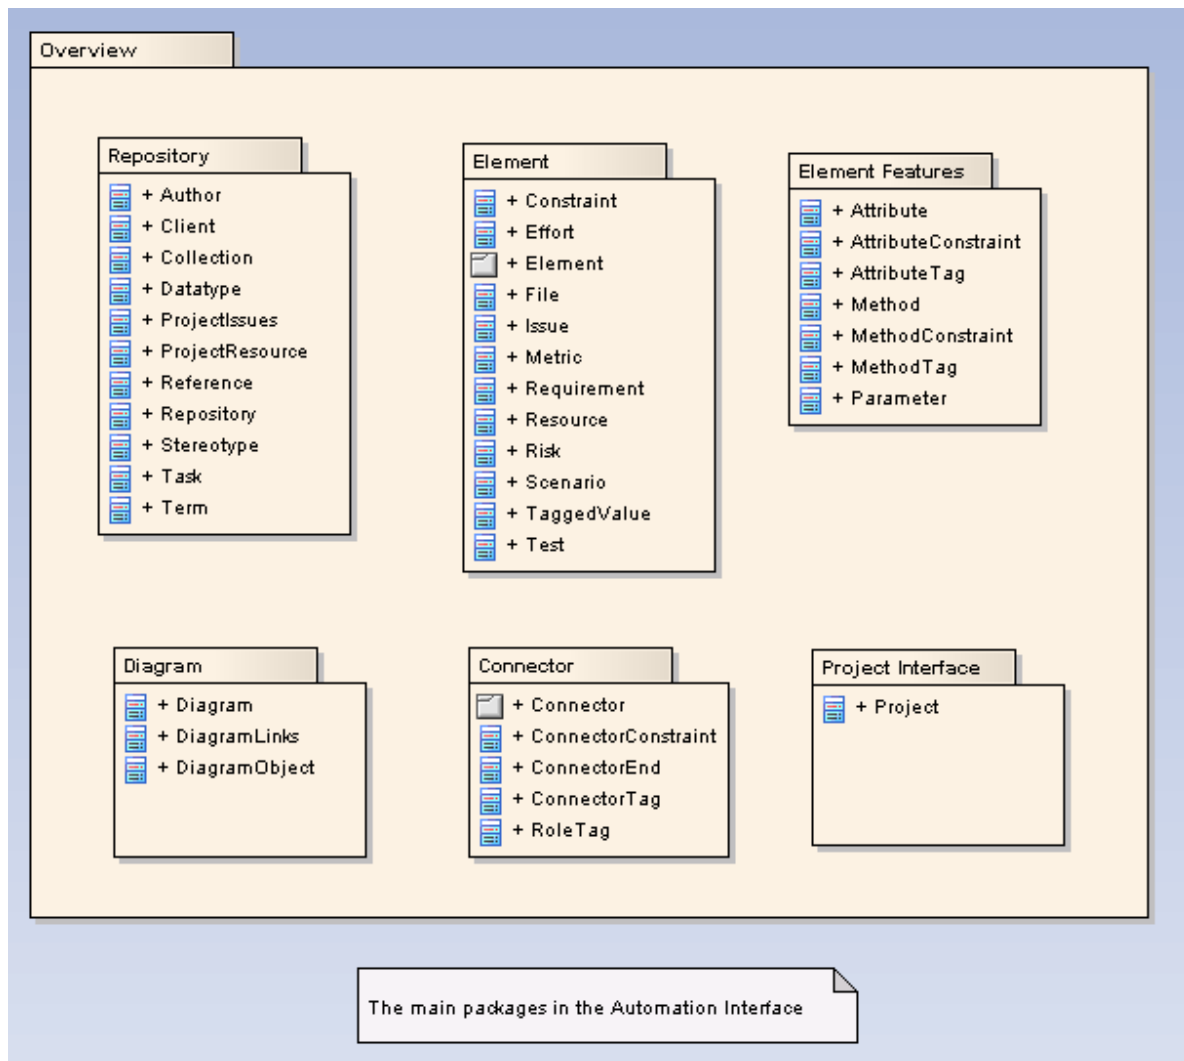 Overview
Repository
+ Author
+ Client
+ Collection
+ Datatype
+ ProjectIssues
+ ProjectResource
+ Reference
+ Repository
+ Stereotype
+ Task
+ Term
Element
+ Constraint
+ Effort
+ Element
+ File
+ Issue
+ Metric
+ Requirement
+ Resource
+ Risk
+ Scenario
+ TaggedValue
+ Test
Element Features
+ Attribute
+ AttributeConstraint
+ AttributeTag
+ Method
+ MethodConstraint
+ MethodTag
+ Parameter
Diagram
+ Diagram
+ DiagramLinks
+ DiagramObject
Connector
+ Connector
+ ConnectorConstraint
+ ConnectorEnd
+ ConnectorTag
+ RoleTag
Project Interface
+ Project
The main packages in the Automation Interface